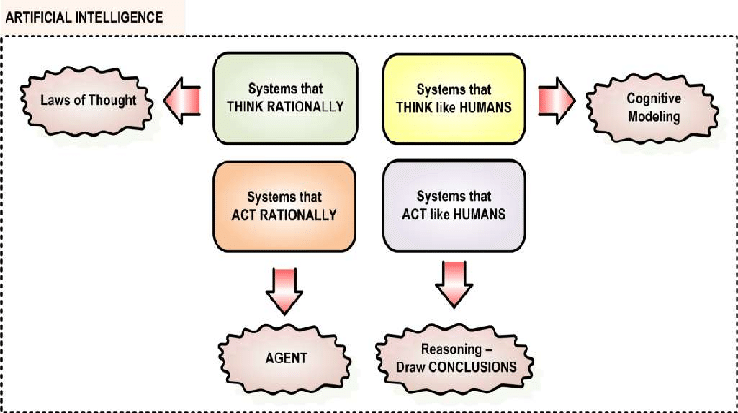 ARTIFICIAL INTELLIGENCE
Laws of Thought
Systems that
THINK RATIONALLY
Systems that
THINK like HUMANS
Cognitive
Modeling
Systems that
ACT RATIONALLY
Systems that
ACT like HUMANS
AGENT
Reasoning –
Draw CONCLUSIONS